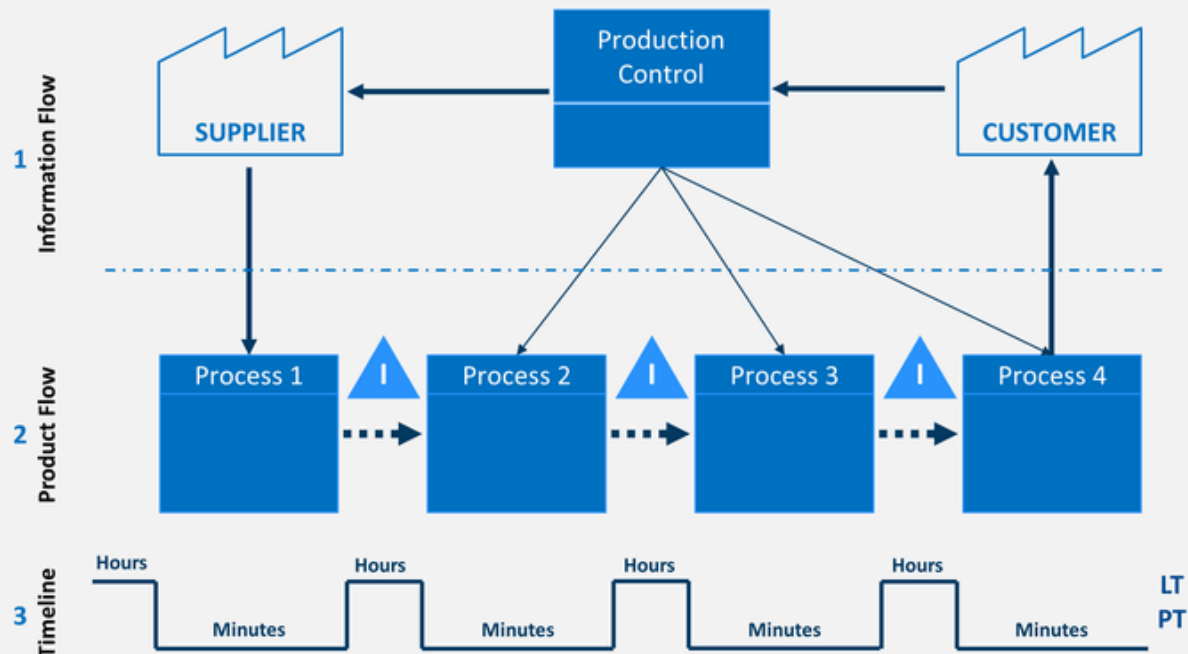 1
Information Flow
SUPPLIER
Production
Control
CUSTOMER
2
Product Flow
Process 1
I
Process 2
I
Process 3
I
Process 4
3
Timeline
Hours
Minutes
Hours
Minutes
Hours
Minutes
Hours
Minutes
LT
PT